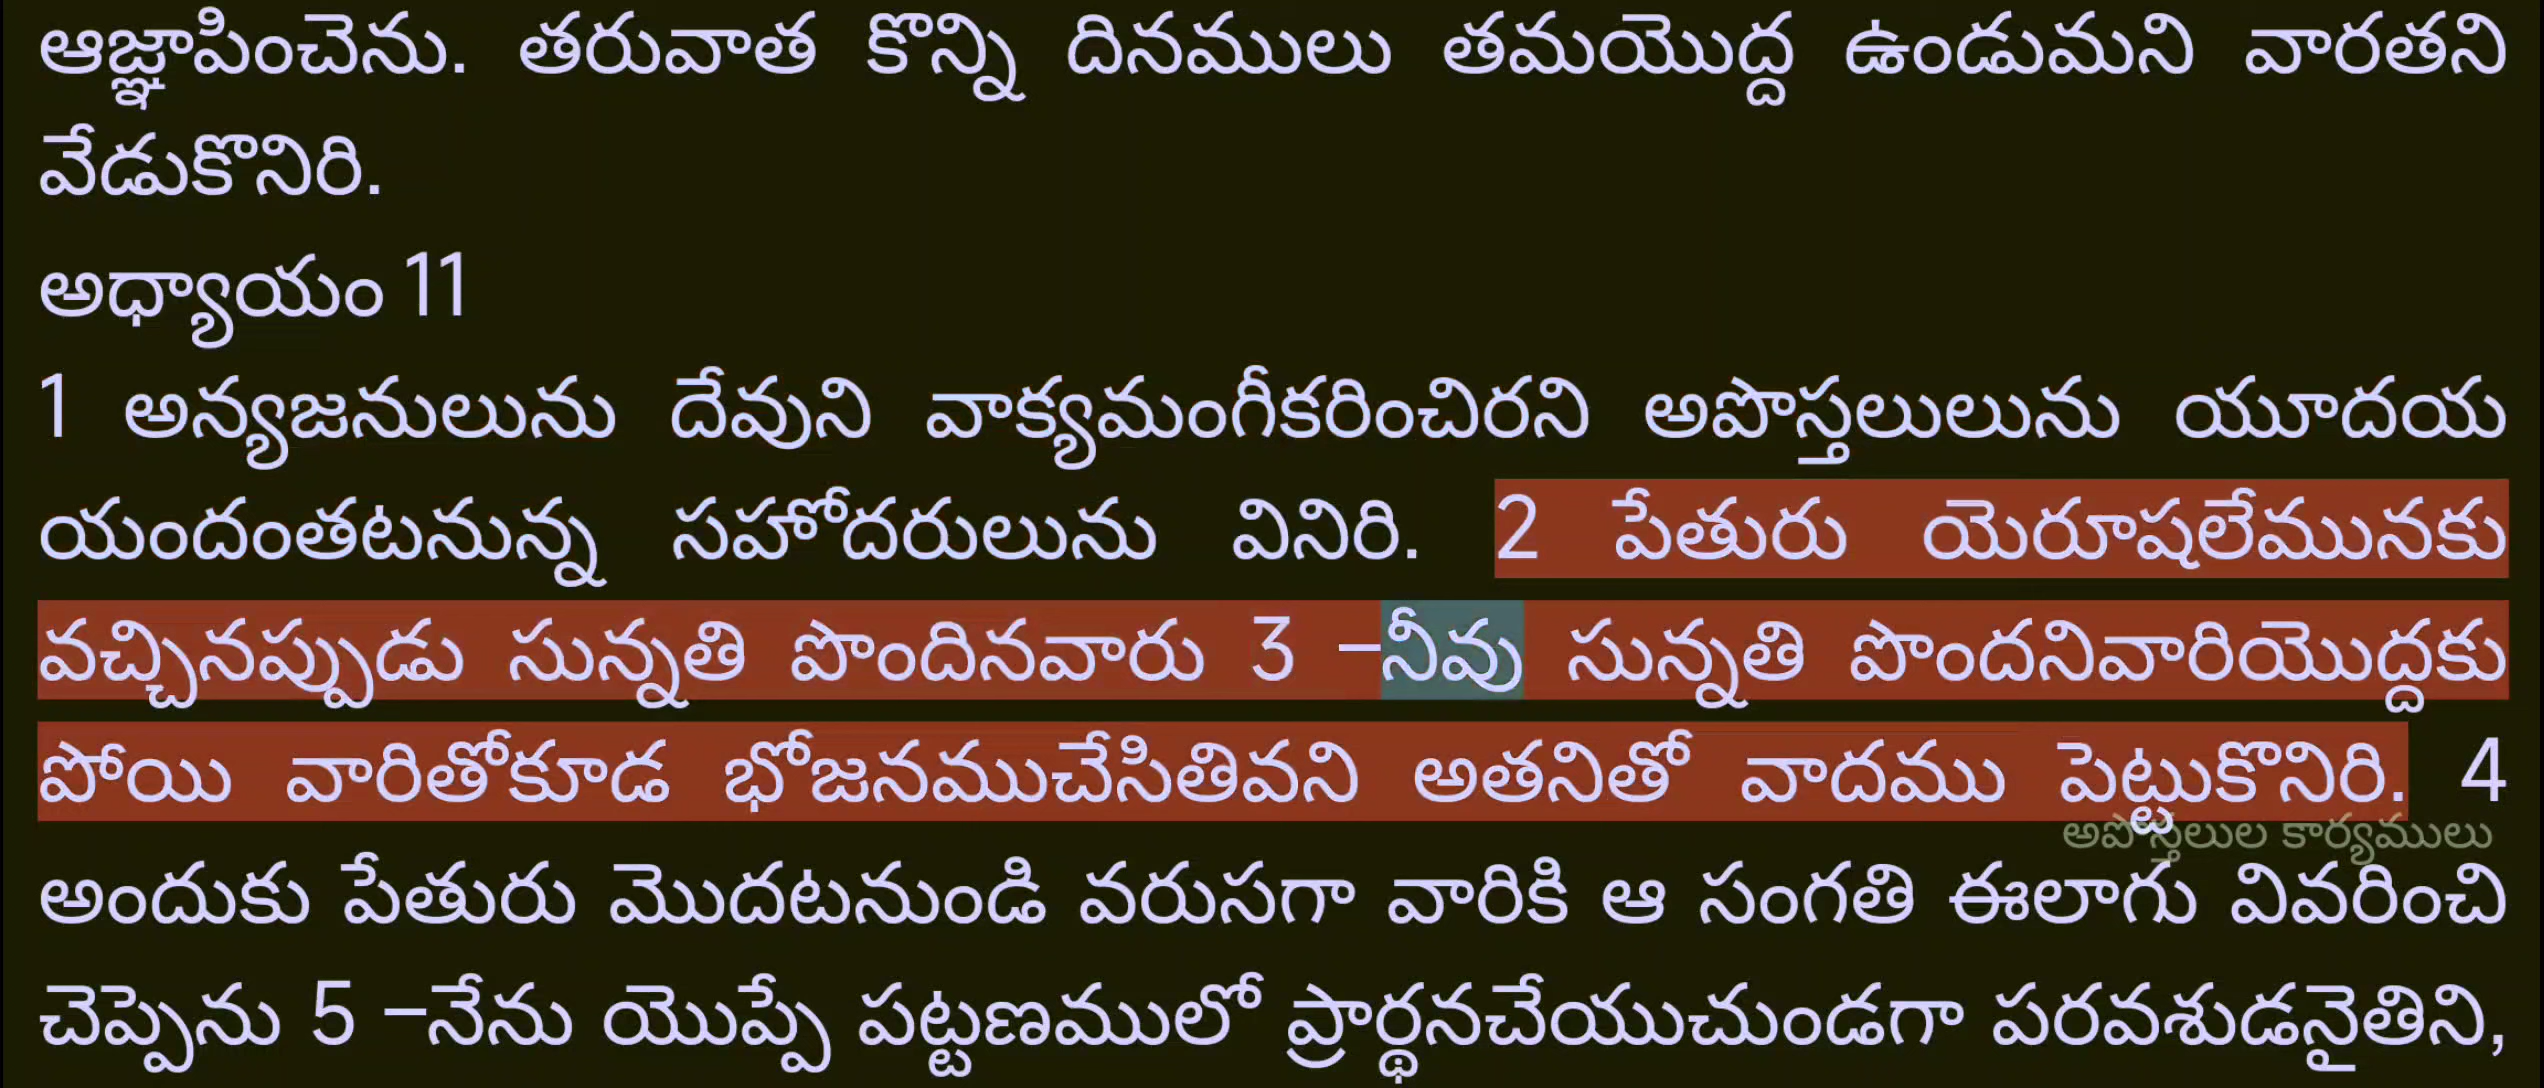 ఆజ్ఞాపించెను. తరువాత కొన్ని దినములు తమయొద్ద ఉండుమని వారతని
వేడుకొనిరి.
అధ్యాయం 11
1 అన్యజనులును దేవుని వాక్యమంగీకరించిరని అపొస్తలులును యూదయ
యందంతటనున్న సహోదరులును వినిరి. 2 పేతురు యెరూషలేమునకు
వచ్చినప్పుడు సున్నతి పొందినవారు 3 –నీవు సున్నతి పొందనివారియొద్దకు
పోయి వారితోకూడ భోజనముచేసితివని అతనితో వాదము పెట్టుకొనిరి. 4
అపొస్తలుల కార్యములు
అందుకు పేతురు మొదటనుండి వరుసగా వారికి ఆ సంగతి ఈలాగు వివరించి
చెప్పెను 5 –నేను యొప్పే పట్టణములో ప్రార్థనచేయుచుండగా పరవశుడనైతిని,